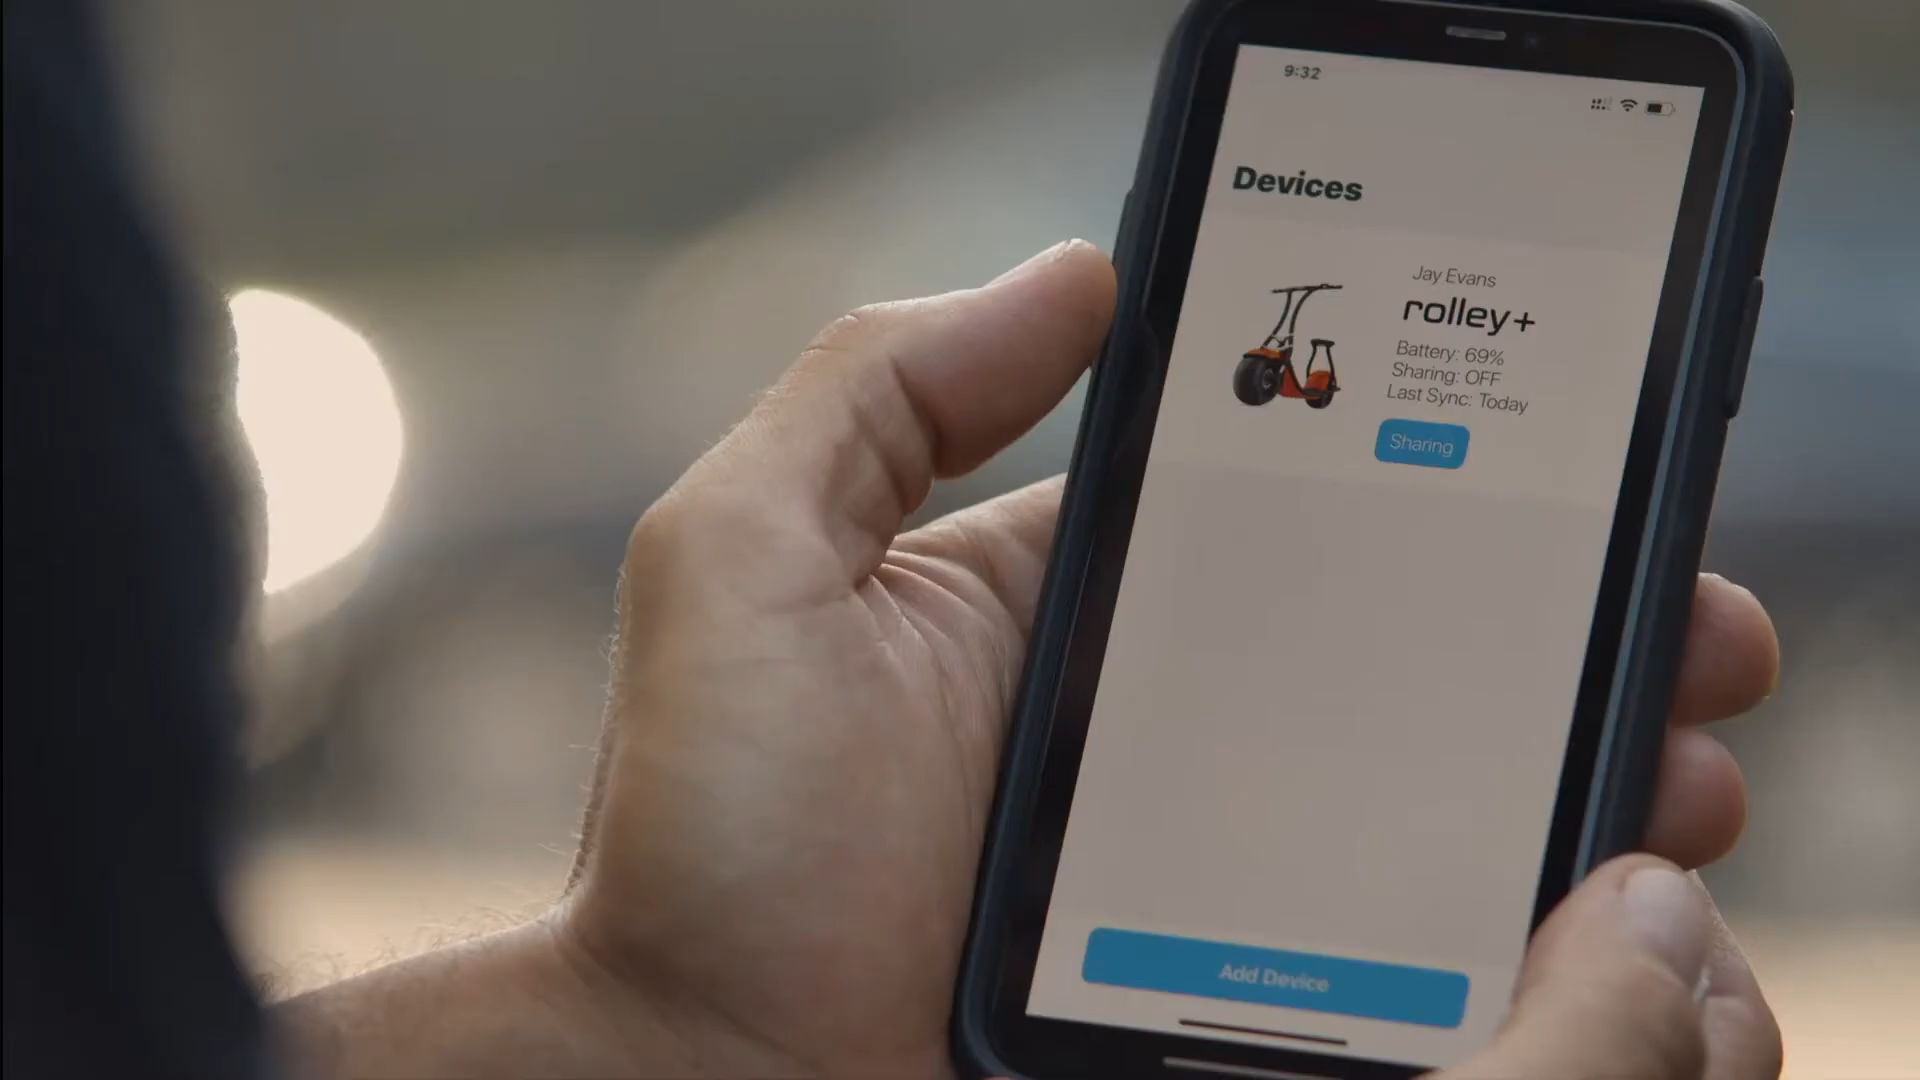 9:32
Devices
Jay Evans
rolley+
Battery: 69%
Sharing: OFF
Last Sync: Today
Sharing
Add Device